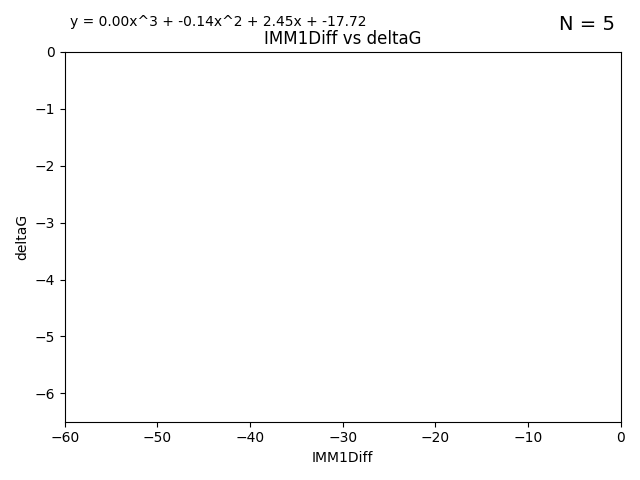 y = 0.00x^3 + -0.14x^2 + 2.45x + -17.72
N = 5
IMM1Diff vs deltaG
0
−1
−2
−3
−4
−5
−6
deltaG
−60 −50 −40 −30 −20 −10 0
IMM1Diff